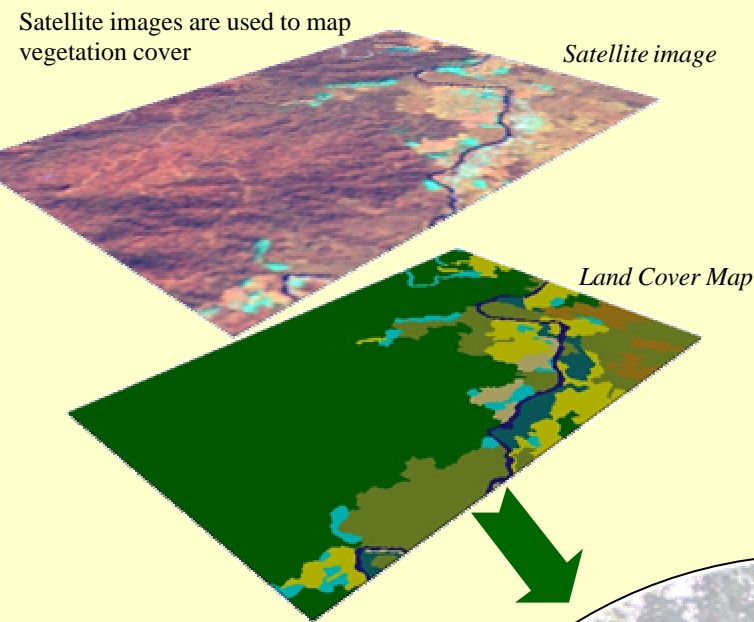 Satellite images are used to map
vegetation cover
Satellite image
Land Cover Map